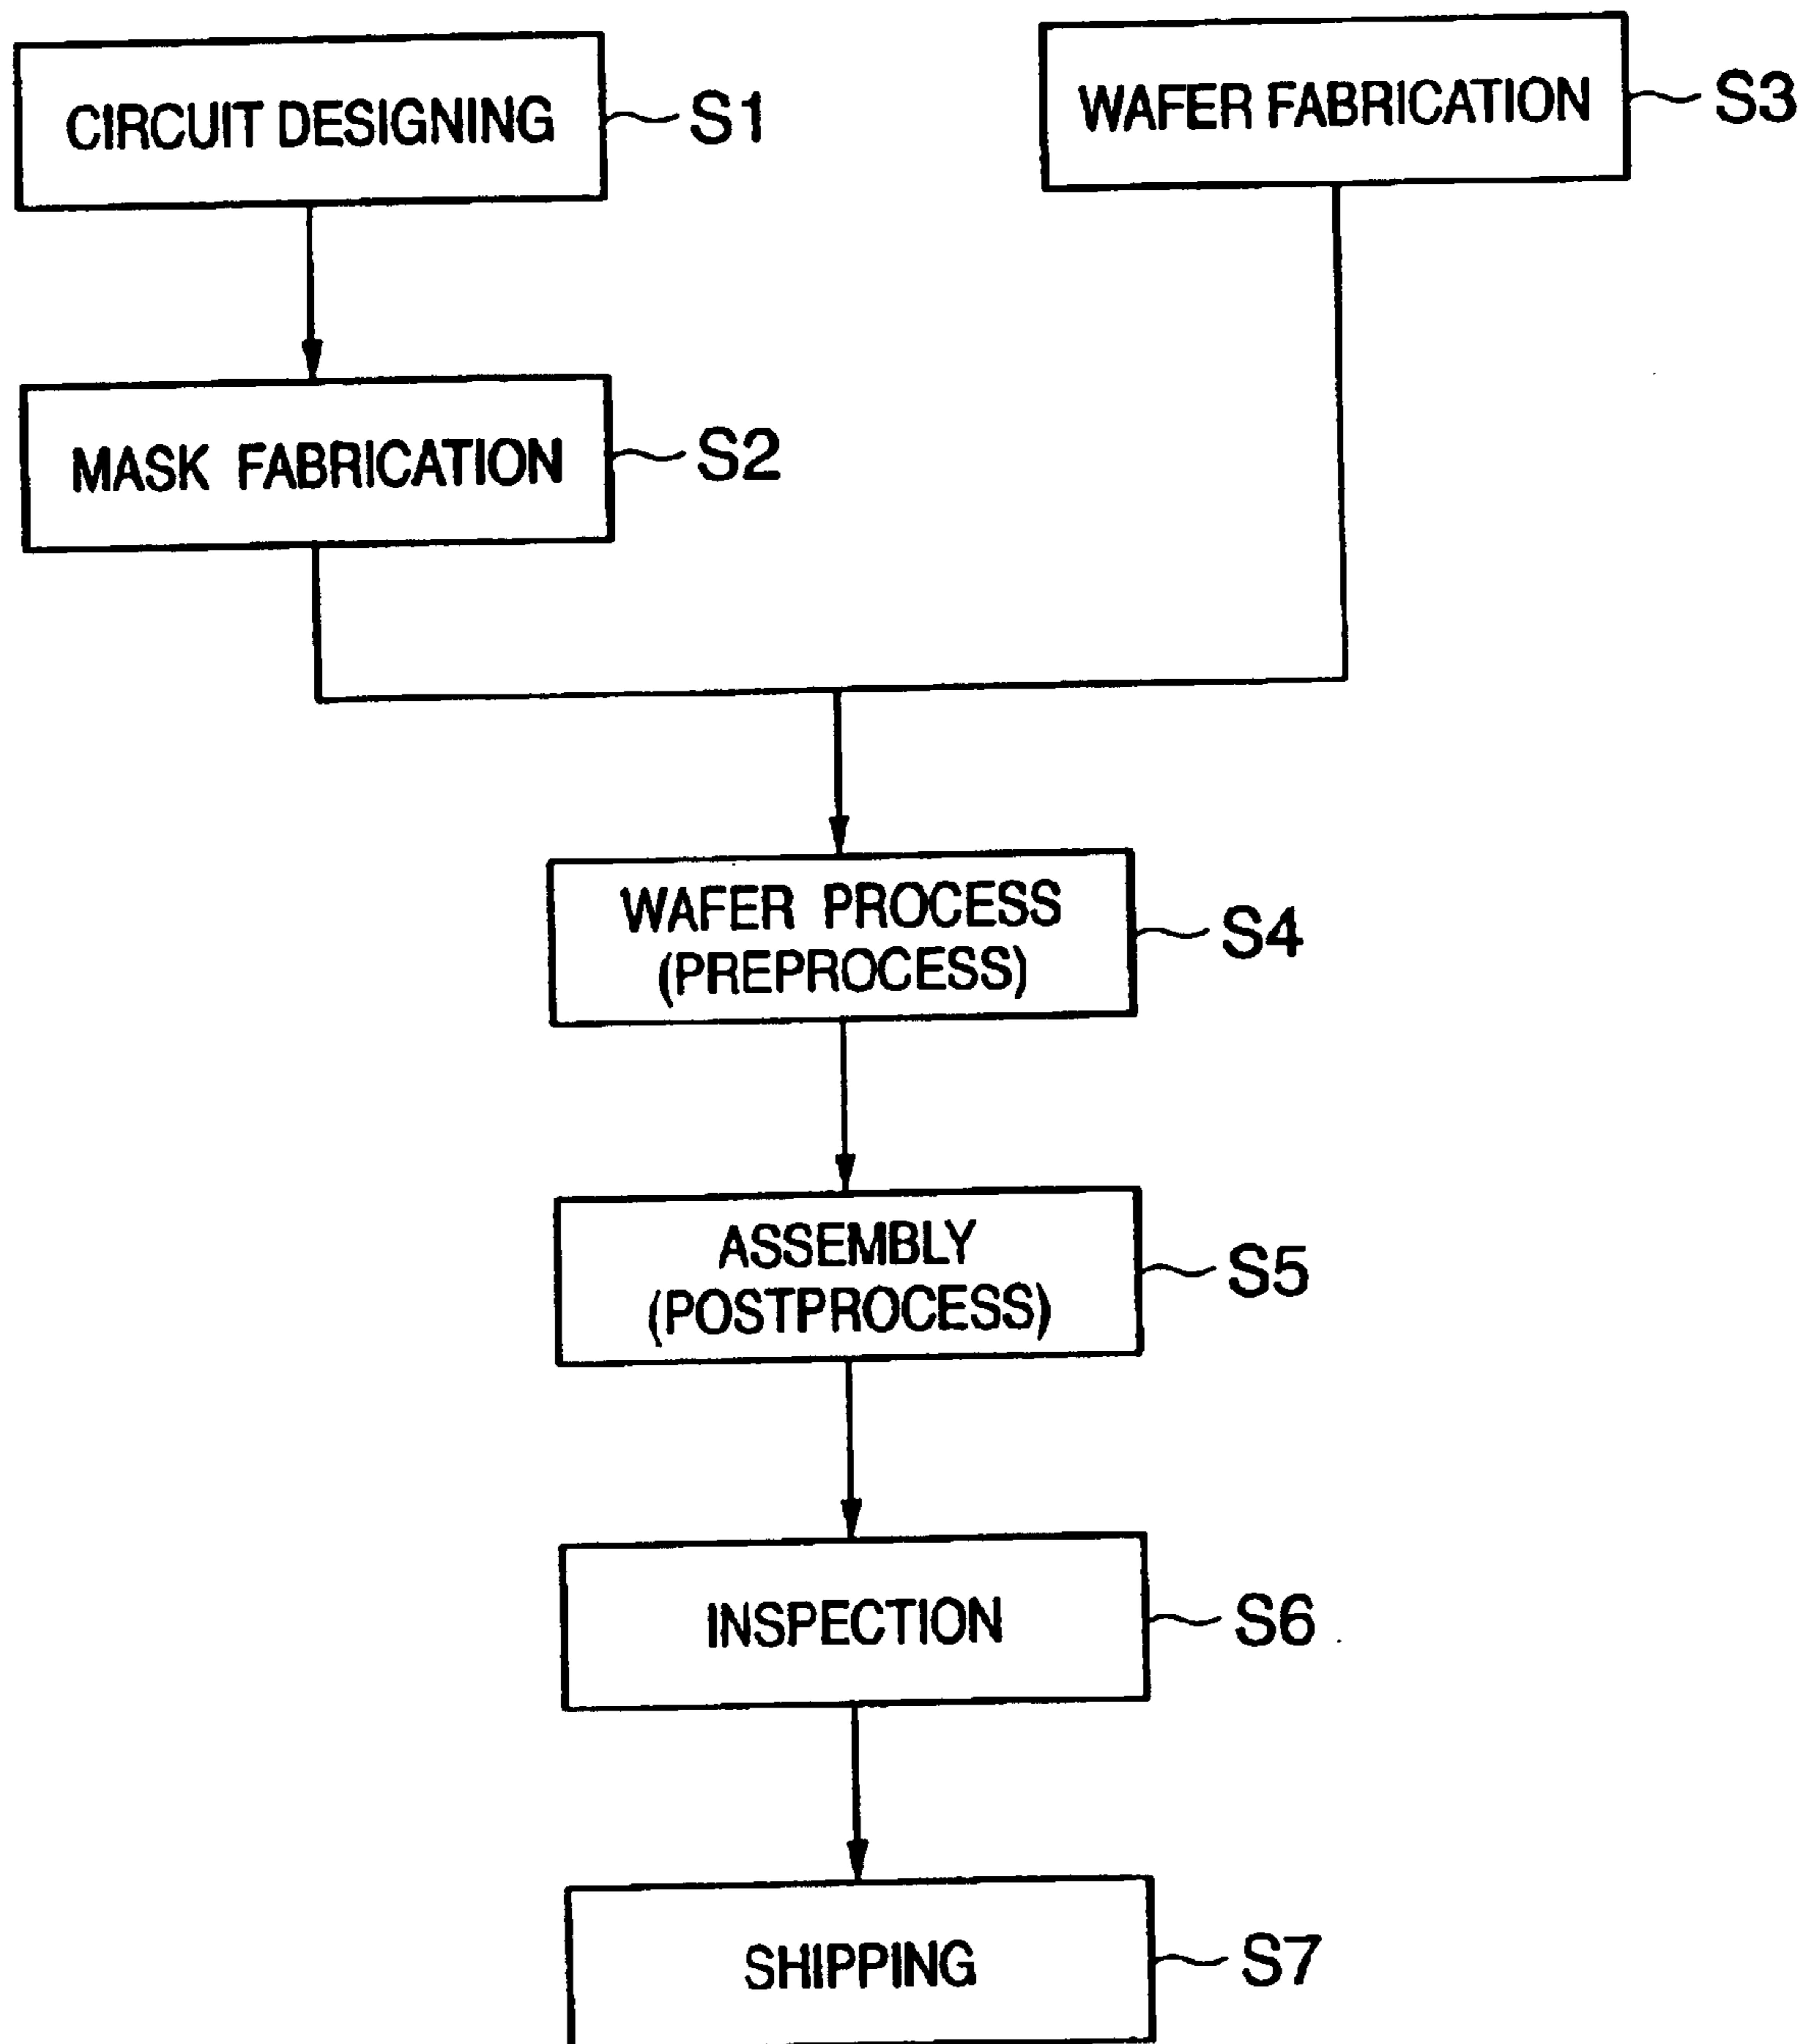 CIRCUIT DESIGNING
S1
WAFER FABRICATION
S3
MASK FABRICATION
S2
WAFER PROCESS
(PREPROCESS)
S4
ASSEMBLY
(POSTPROCESS)
S5
INSPECTION
S6
SHIPPING
S7